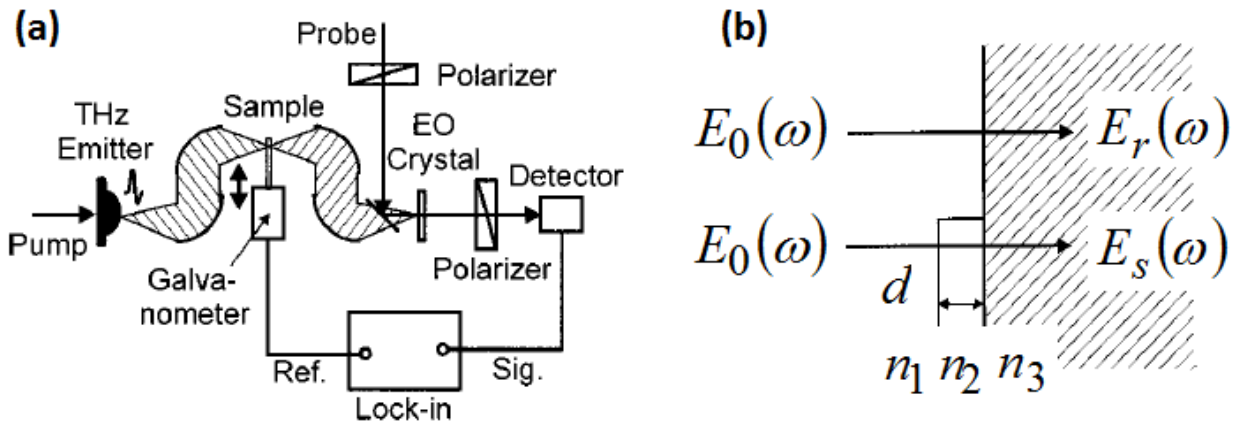 (a)
Probe
Polarizer
Sample
THz
Emitter
EO
Crystal
Detector
Pump
Galva-
nometer
Polarizer
Ref.
Sig.
Lock-in
(b)
E₀(ω)
Eᵣ(ω)
E₀(ω)
Eₛ(ω)
d
n₁ n₂ n₃